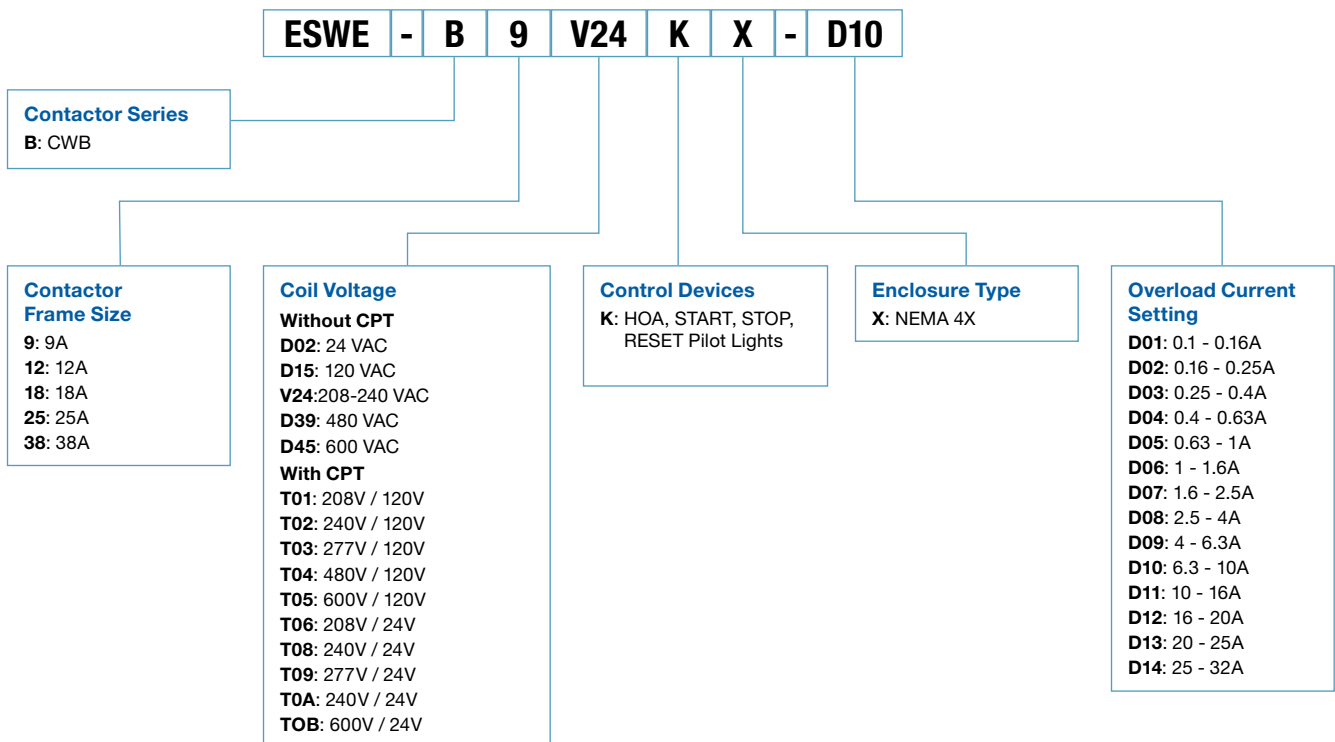 ESWE - B 9 V24 K X - D10
Contactor Series
B: CWB
Contactor
Frame Size
9: 9A
12: 12A
18: 18A
25: 25A
38: 38A
Coil Voltage
Without CPT
D02: 24 VAC
D15: 120 VAC
V24:208-240 VAC
D39: 480 VAC
D45: 600 VAC
With CPT
T01: 208V / 120V
T02: 240V / 120V
T03: 277V / 120V
T04: 480V / 120V
T05: 600V / 120V
T06: 208V / 24V
T08: 240V / 24V
T09: 277V / 24V
T0A: 240V / 24V
TOB: 600V / 24V
Control Devices
K: HOA, START, STOP,
RESET Pilot Lights
Enclosure Type
X: NEMA 4X
Overload Current
Setting
D01: 0.1 - 0.16A
D02: 0.16 - 0.25A
D03: 0.25 - 0.4A
D04: 0.4 - 0.63A
D05: 0.63 - 1A
D06: 1 - 1.6A
D07: 1.6 - 2.5A
D08: 2.5 - 4A
D09: 4 - 6.3A
D10: 6.3 - 10A
D11: 10 - 16A
D12: 16 - 20A
D13: 20 - 25A
D14: 25 - 32A